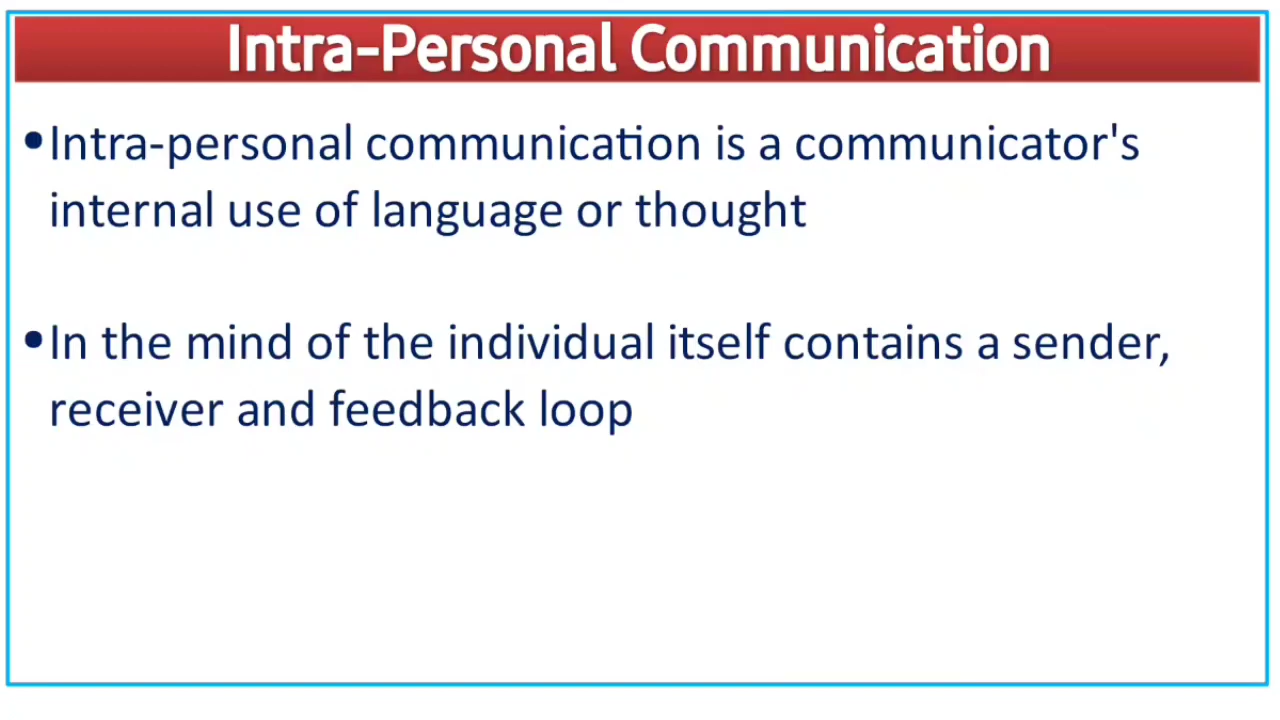 Intra-Personal Communication
•Intra-personal communication is a communicator's
internal use of language or thought
•In the mind of the individual itself contains a sender,
receiver and feedback loop